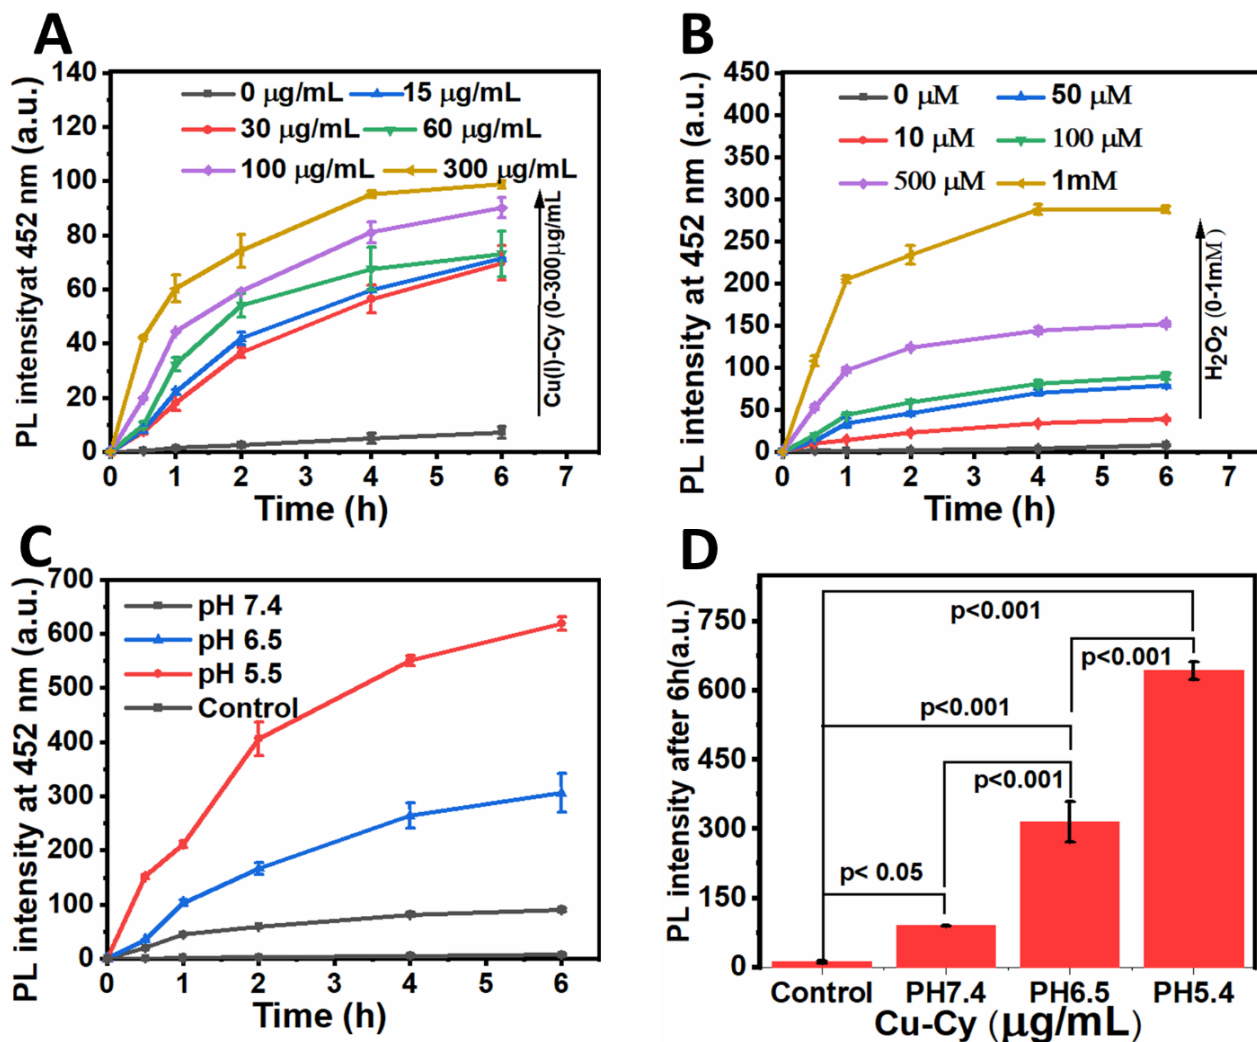 A
PL intensityat 452 nm (a.u.)
140
120
100
80
60
40
20
0
0 μg/mL 15 μg/mL
30 μg/mL 60 μg/mL
100 μg/mL 300 μg/mL
Cu(I)-Cy (0-300μg/mL
0 1 2 3 4 5 6 7
Time (h)
B
PL intensity at 452 nm (a.u.)
450
400
350
300
250
200
150
100
50
0
0 μM 50 μM
10 μM 100 μM
500 μM 1mM
H₂O₂ (0-1mM)
0 1 2 3 4 5 6 7
Time (h)
C
PL intensity at 452 nm (a.u.)
700
600
500
400
300
200
100
0
pH 7.4
pH 6.5
pH 5.5
Control
0 1 2 3 4 5 6
Time (h)
D
PL intensity after 6h(a.u.)
750
600
450
300
150
0
p<0.001
p<0.001
p<0.001
p<0.001
p< 0.05
Control PH7.4 PH6.5 PH5.4
Cu-Cy (μg/mL)